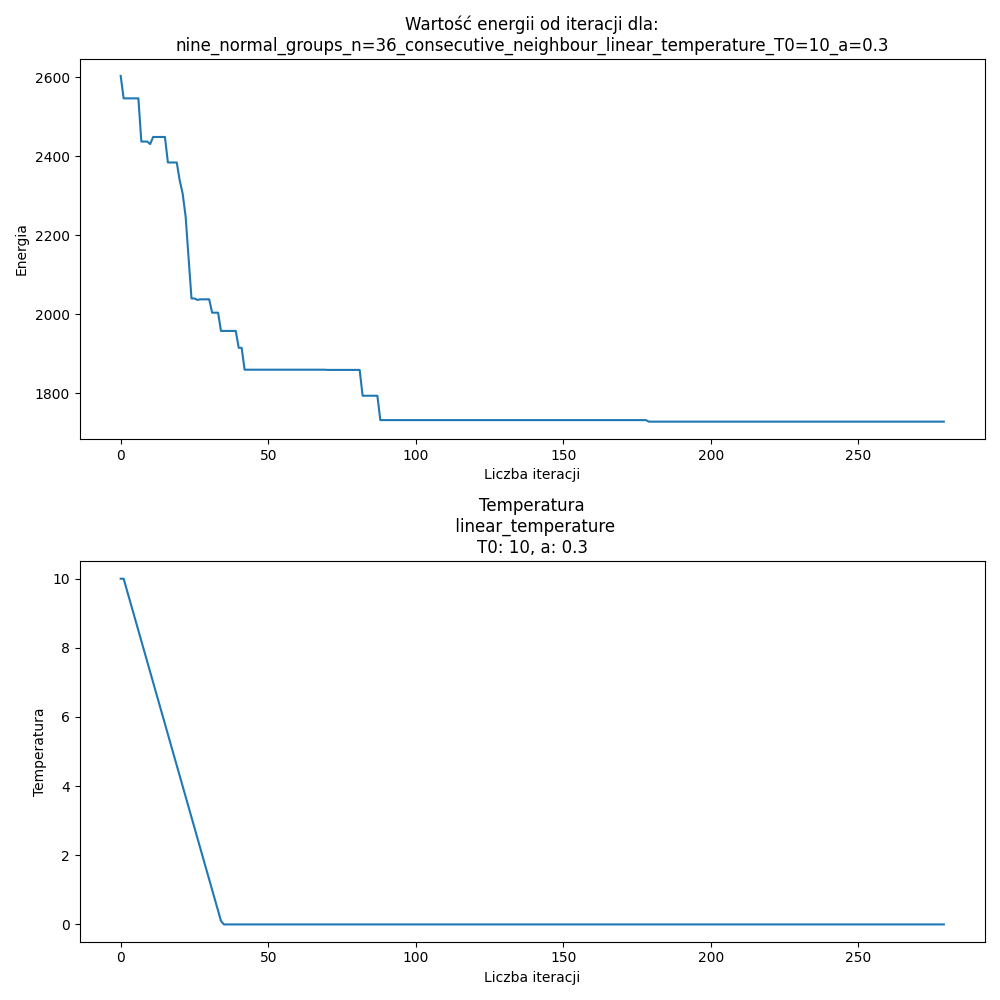 Wartość energii od iteracji dla:
nine_normal_groups_n=36_consecutive_neighbour_linear_temperature_T0=10_a=0.3
2600
2400
2200
2000
1800
Energia
0 50 100 150 200 250
Liczba iteracji
Temperatura
linear_temperature
T0: 10, a: 0.3
10
8
6
4
2
0
Temperatura
0 50 100 150 200 250
Liczba iteracji